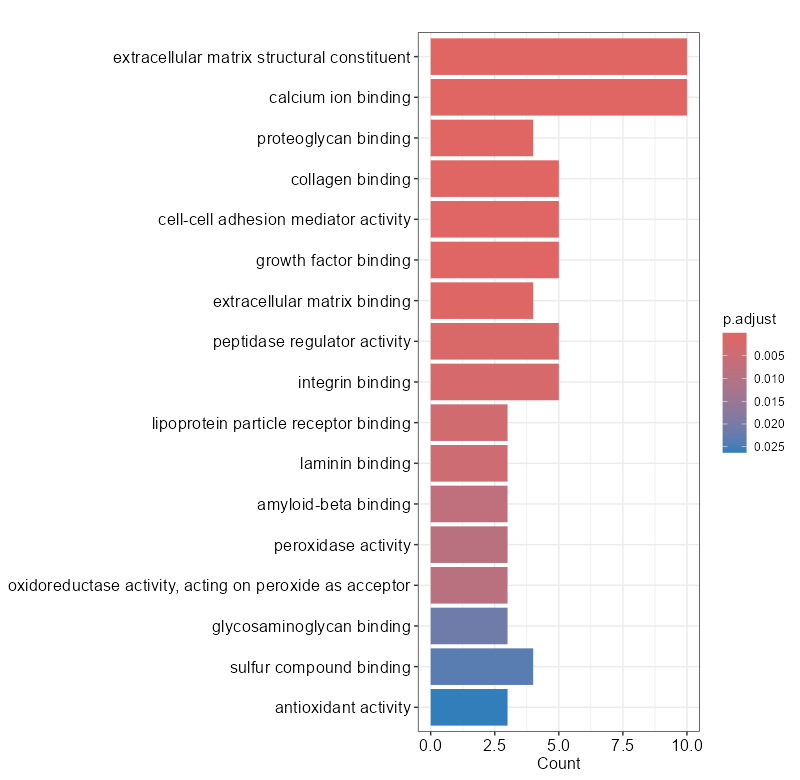 extracellular matrix structural constituent
calcium ion binding
proteoglycan binding
collagen binding
cell-cell adhesion mediator activity
growth factor binding
extracellular matrix binding
peptidase regulator activity
integrin binding
lipoprotein particle receptor binding
laminin binding
amyloid-beta binding
peroxidase activity
oxidoreductase activity, acting on peroxide as acceptor
glycosaminoglycan binding
sulfur compound binding
antioxidant activity
0.0 2.5 5.0 7.5 10.0
Count
p.adjust
0.005
0.010
0.015
0.020
0.025